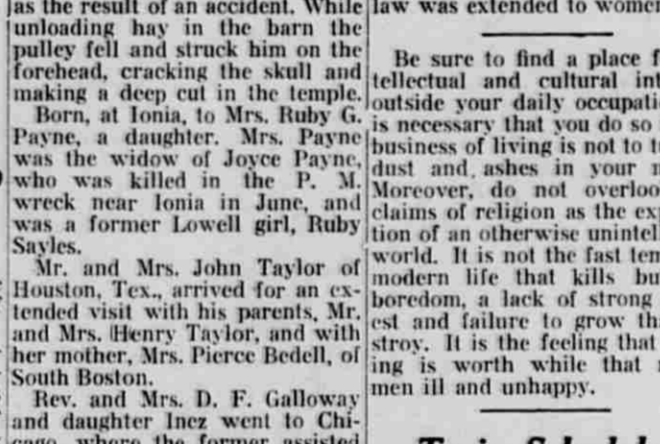 as the result of an accident. While
unloading hay in the barn the
pulley fell and struck him on the
forehead, cracking the skull and
making a deep cut in the temple.
Born, at Ionia, to Mrs. Ruby G.
Payne, a daughter. Mrs. Payne
was the widow of Joyce Payne,
who was killed in the P. M.
wreck near Ionia in June, and
was a former Lowell girl, Ruby
Sayles.
Mr. and Mrs. John Taylor of
Houston, Tex., arrived for an ex-
tended visit with his parents, Mr.
and Mrs. Henry Taylor, and with
her mother, Mrs. Pierce Bedell, of
South Boston.
Rev. and Mrs. D. F. Galloway
and daughter Inez went to Chi-
cago, where the former assisted
law was extended to women
Be sure to find a place f
tellectual and cultural int
outside your daily occupati
is necessary that you do so
business of living is not to t
dust and ashes in your
Moreover, do not overloo
claims of religion as the ex
tion of an otherwise unintel
world. It is not the fast tem
modern life that kills bu
boredom, a lack of strong
est and failure to grow th
stroy. It is the feeling that
ing is worth while that
men ill and unhappy.